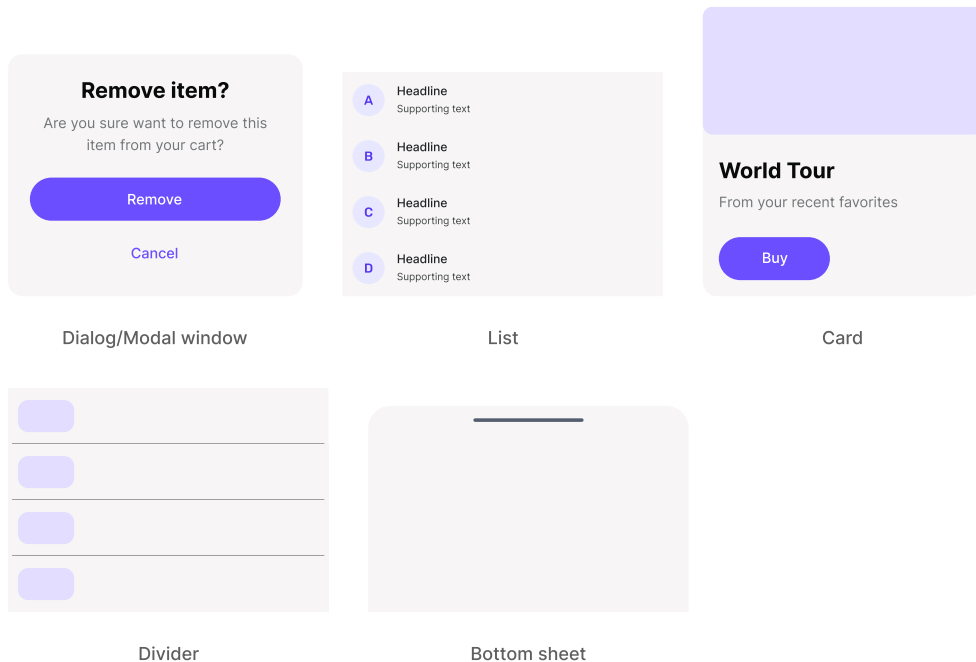 Remove item?
Are you sure want to remove this
item from your cart?
Remove
Cancel
Dialog/Modal window
A
Headline
Supporting text
B
Headline
Supporting text
C
Headline
Supporting text
D
Headline
Supporting text
List
World Tour
From your recent favorites
Buy
Card
Divider
Bottom sheet